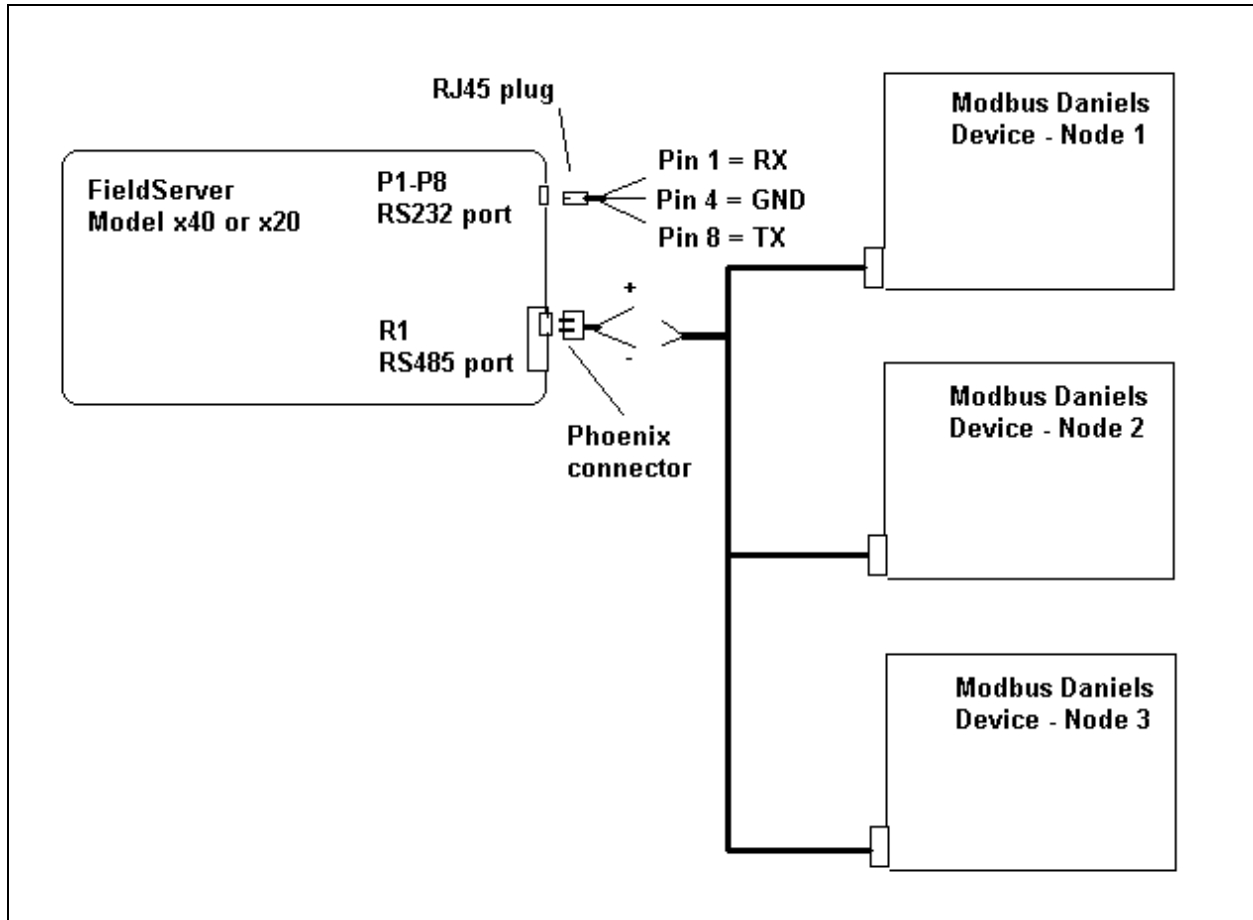 RJ45 plug
FieldServer
Model x40 or x20
P1-P8
RS232 port
Pin 1 = RX
Pin 4 = GND
Pin 8 = TX
+
-
R1
RS485 port
Phoenix
connector
Modbus Daniels
Device - Node 1
Modbus Daniels
Device - Node 2
Modbus Daniels
Device - Node 3